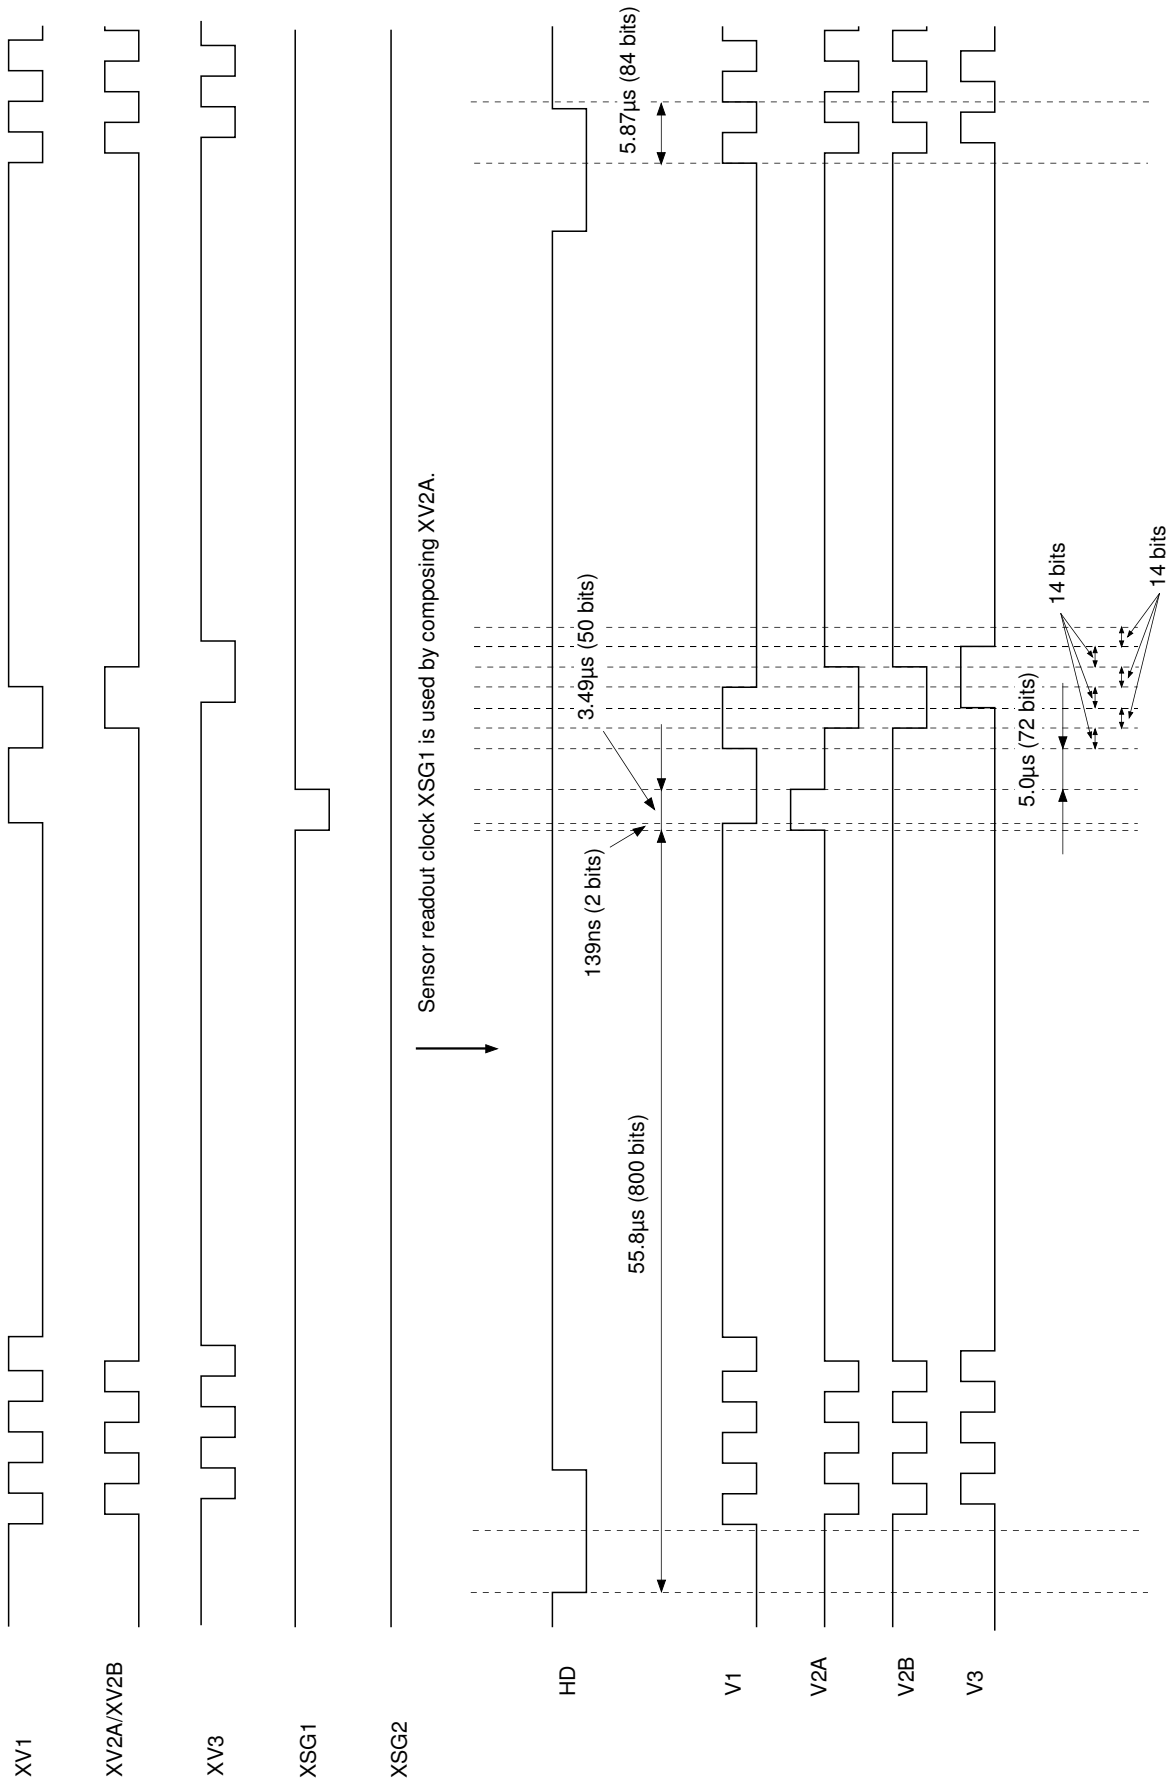 XV1
XV2A/XV2B
XV3
XSG1
XSG2
Sensor readout clock XSG1 is used by composing XV2A.
HD
55.8µs (800 bits)
139ns (2 bits)
3.49µs (50 bits)
5.87µs (84 bits)
V1
V2A
V2B
V3
5.0µs (72 bits)
14 bits
14 bits